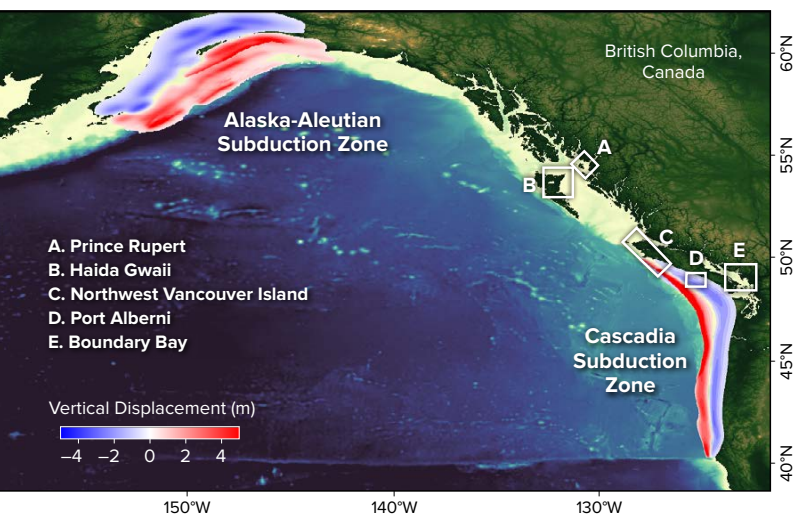 British Columbia,
Canada
60°N
Alaska-Aleutian
Subduction Zone
A
55°N
B
A. Prince Rupert
B. Haida Gwaii
C. Northwest Vancouver Island
D. Port Alberni
E. Boundary Bay
C
D
E
50°N
Cascadia
Subduction
Zone
45°N
Vertical Displacement (m)
−4 −2 0 2 4
40°N
150°W 140°W 130°W